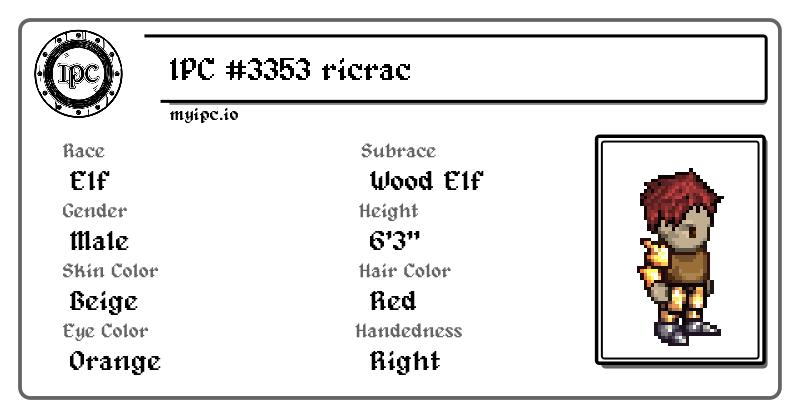 IPC
IPC #3353 ricrac
myipc.io
Race
Elf
Subrace
Wood Elf
Gender
Male
Height
6'3"
Skin Color
Beige
Hair Color
Red
Eye Color
Orange
Handedness
Right